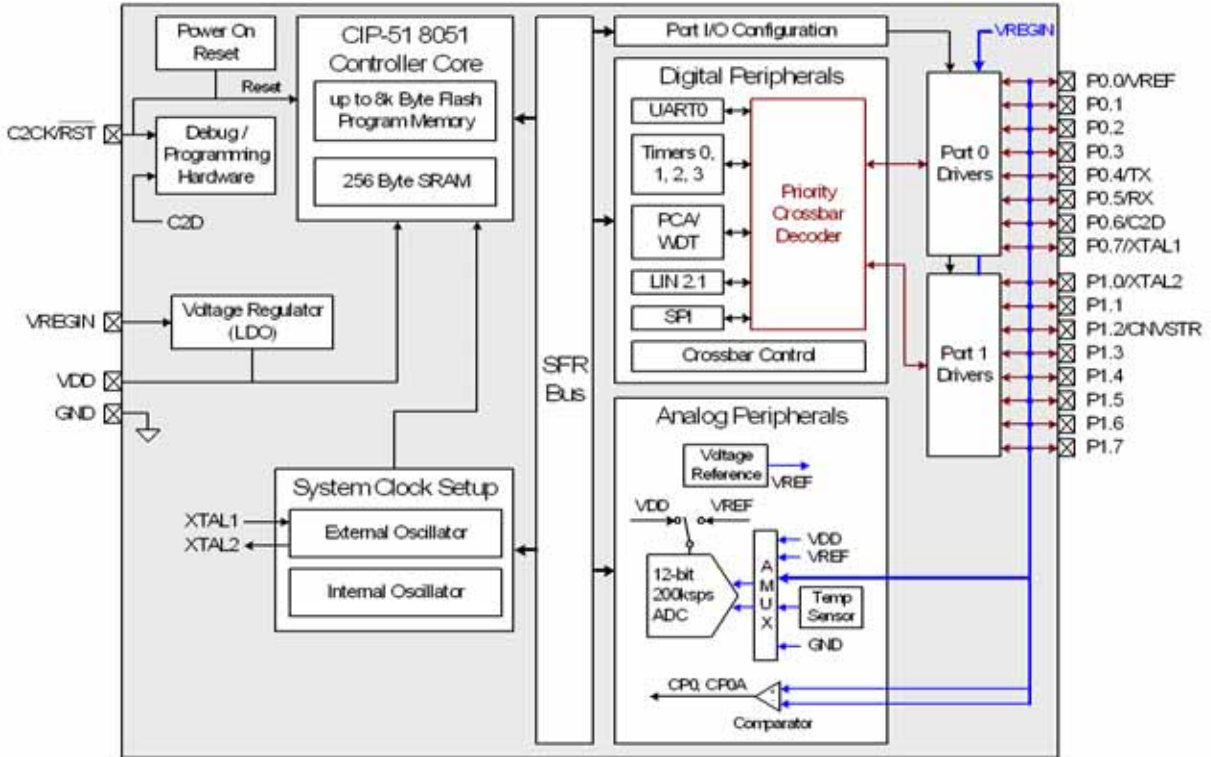 Power On
Reset
Reset
C2CK/RST
Debug /
Programming
Hardware
C2D
VREGIN
Voltage Regulator
(LDO)
VDD
GND
CIP-51 8051
Controller Core
up to 8k Byte Flash
Program Memory
256 Byte SRAM
System Clock Setup
XTAL1
XTAL2
External Oscillator
Internal Oscillator
SFR
Bus
Port I/O Configuration
Digital Peripherals
UART0
Timers 0,
1, 2, 3
PCA/
WDT
LIN 2.1
SPI
Priority
Crossbar
Decoder
Crossbar Control
Analog Peripherals
Voltage
Reference
VREF
VDD
VREF
12-bit
200ksps
ADC
A
M
U
X
VDD
VREF
Temp
Sensor
GND
CP0, CP0A
+
-
Comparator
VREGIN
Port 0
Drivers
Port 1
Drivers
P0.0/VREF
P0.1
P0.2
P0.3
P0.4/TX
P0.5/RX
P0.6/C2D
P0.7/XTAL1
P1.0/XTAL2
P1.1
P1.2/CNVSTR
P1.3
P1.4
P1.5
P1.6
P1.7